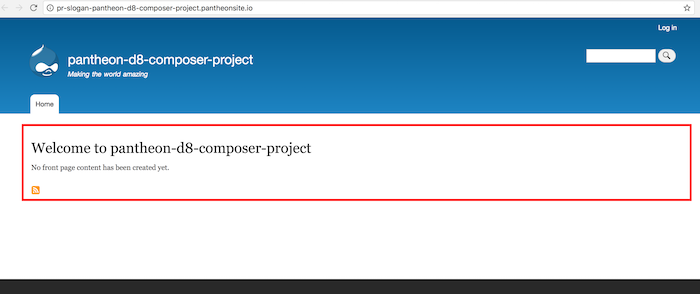 pr-slogan-pantheon-d8-composer-project.pantheonsite.io
Log in
pantheon-d8-composer-project
Making the world amazing
Home
Welcome to pantheon-d8-composer-project
No front page content has been created yet.